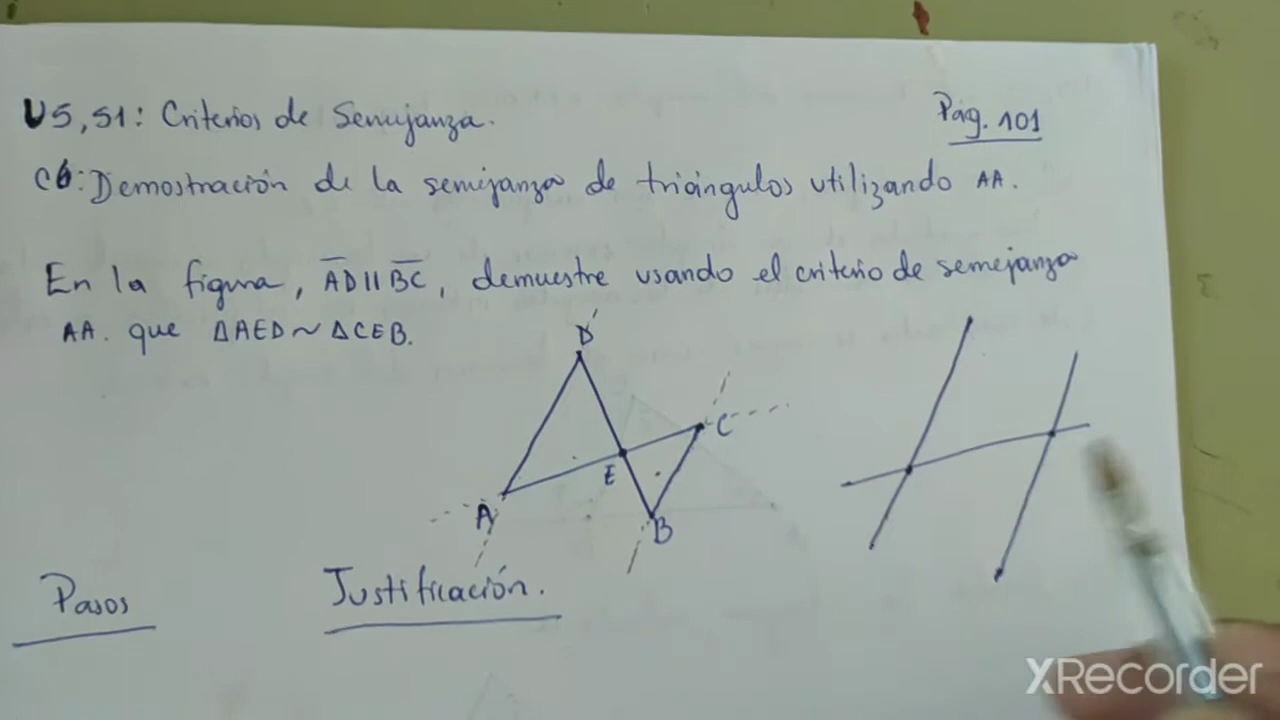 U5, S1: Criterios de Semejanza.
Pág. 101
C6: Demostración de la semejanza de triángulos utilizando AA.
En la figura, AD || BC, demuestre usando el criterio de semejanza
AA. que ΔAED ~ ΔCEB.
D
C
E
A
B
Pasos
Justificación.
XRecorder